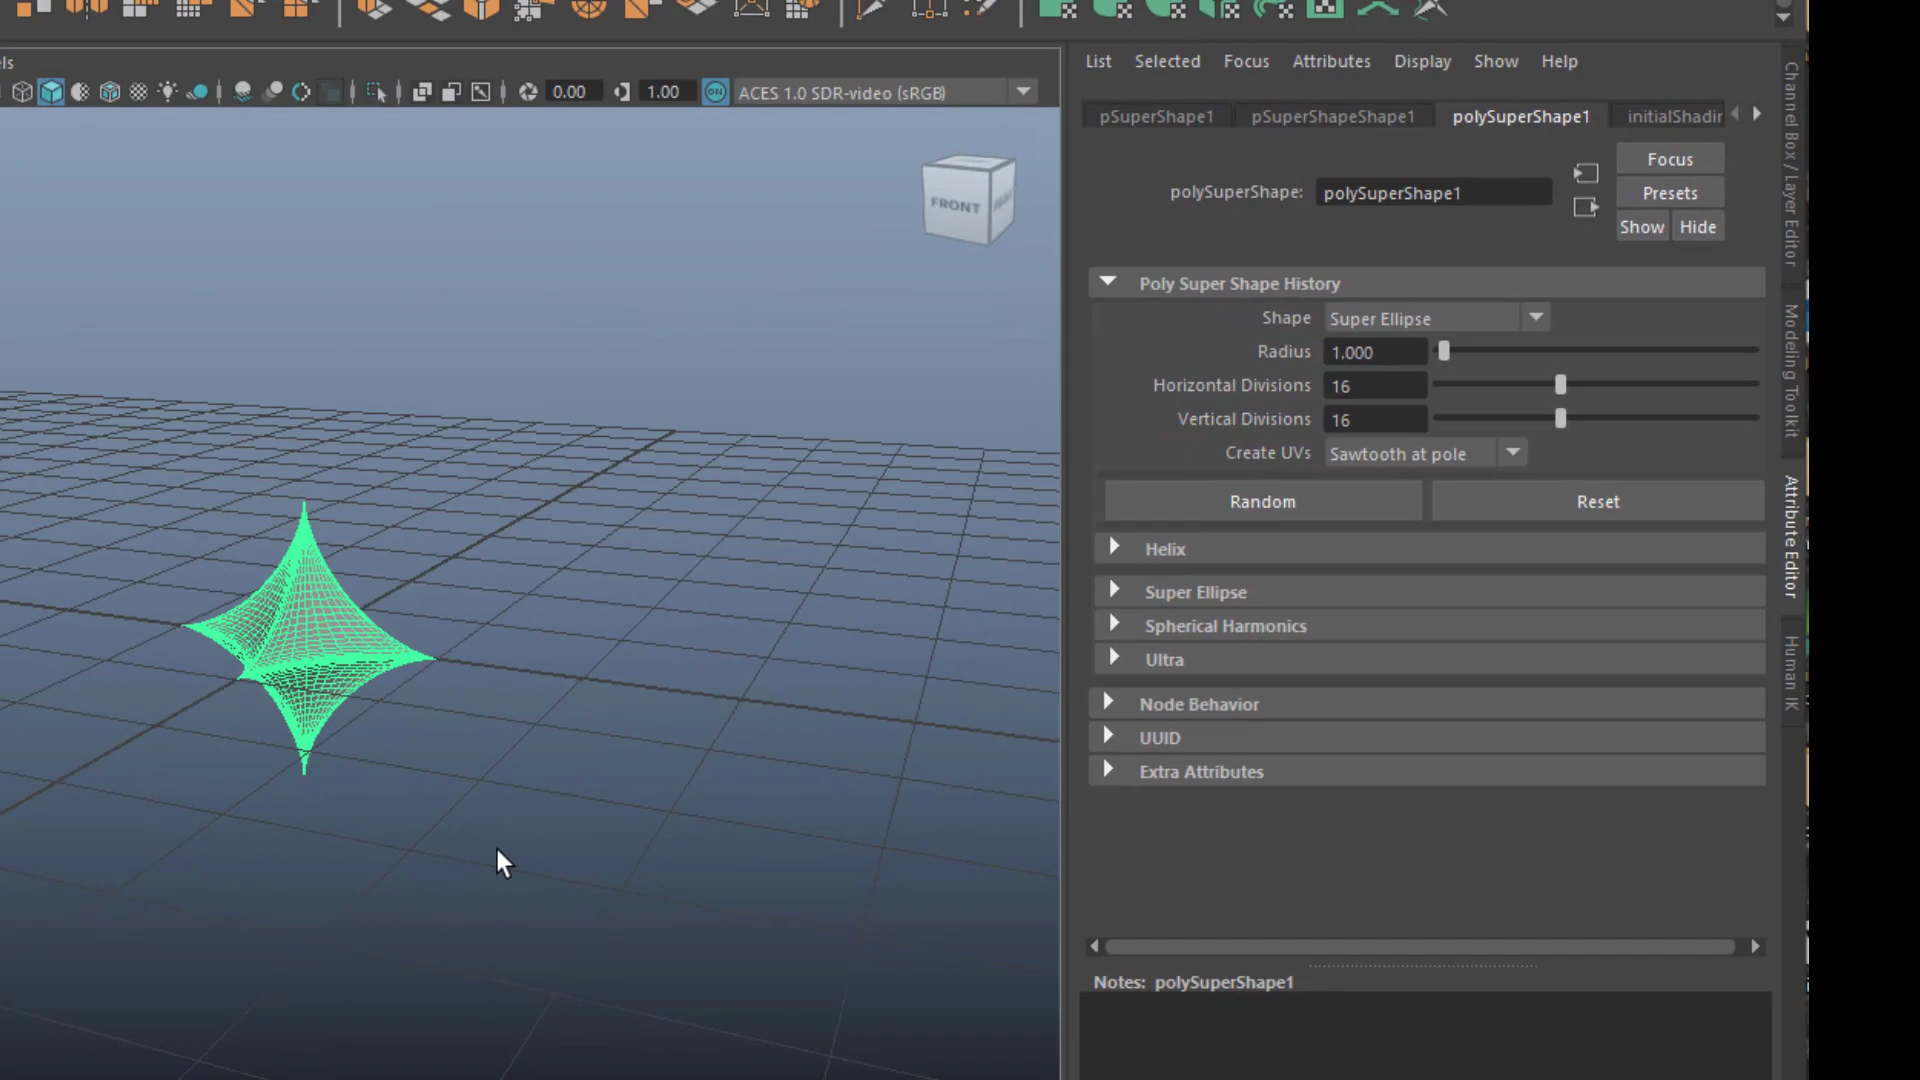 ls
List Selected Focus Attributes Display Show Help
0.00 1.00 ON ACES 1.0 SDR-video (sRGB)
pSuperShape1 pSuperShapeShape1 polySuperShape1 initialShadin
FRONT
polySuperShape: polySuperShape1
Focus
Presets
Show Hide
Poly Super Shape History
Shape Super Ellipse
Radius 1.000
Horizontal Divisions 16
Vertical Divisions 16
Create UVs Sawtooth at pole
Random Reset
Helix
Super Ellipse
Spherical Harmonics
Ultra
Node Behavior
UUID
Extra Attributes
Notes: polySuperShape1
Channel Box / Layer Editor
Modeling Toolkit
Attribute Editor
Human IK